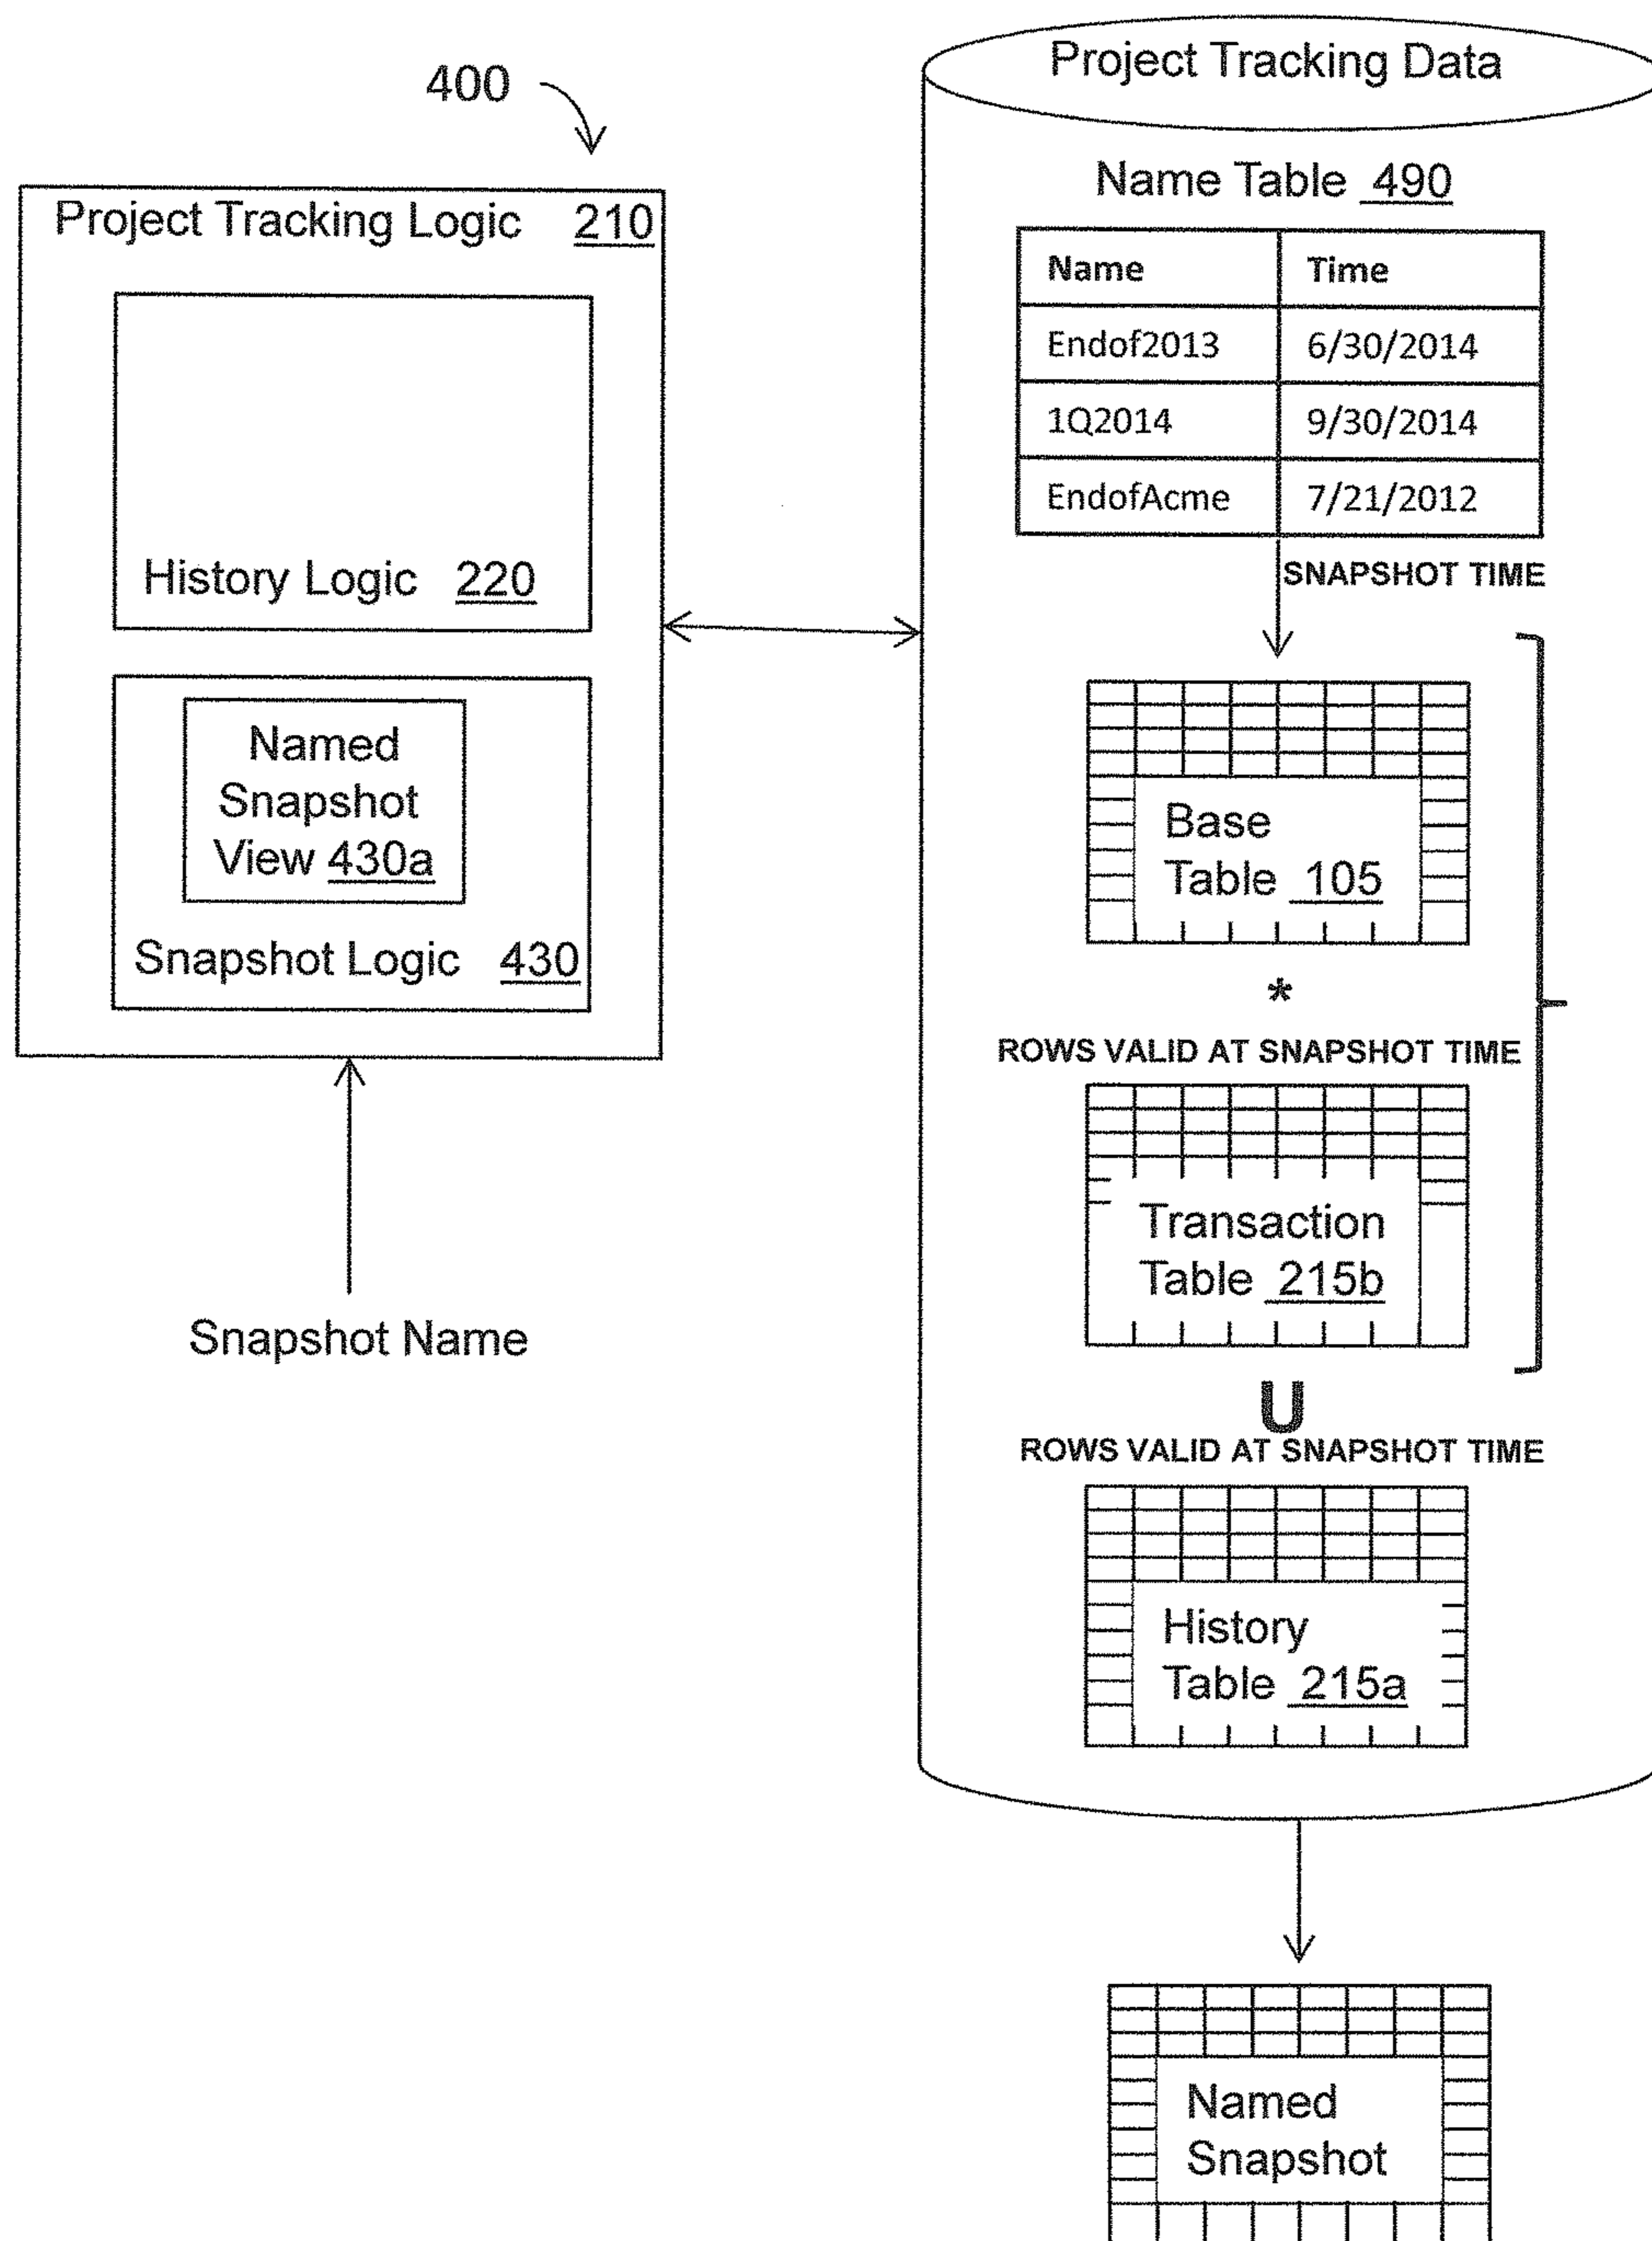 400
Project Tracking Logic 210
History Logic 220
Named
Snapshot
View 430a
Snapshot Logic 430
Snapshot Name
Project Tracking Data
Name Table 490
Name Time
Endof2013 6/30/2014
1Q2014 9/30/2014
EndofAcme 7/21/2012
SNAPSHOT TIME
Base
Table 105
*
ROWS VALID AT SNAPSHOT TIME
Transaction
Table 215b
U
ROWS VALID AT SNAPSHOT TIME
History
Table 215a
Named
Snapshot